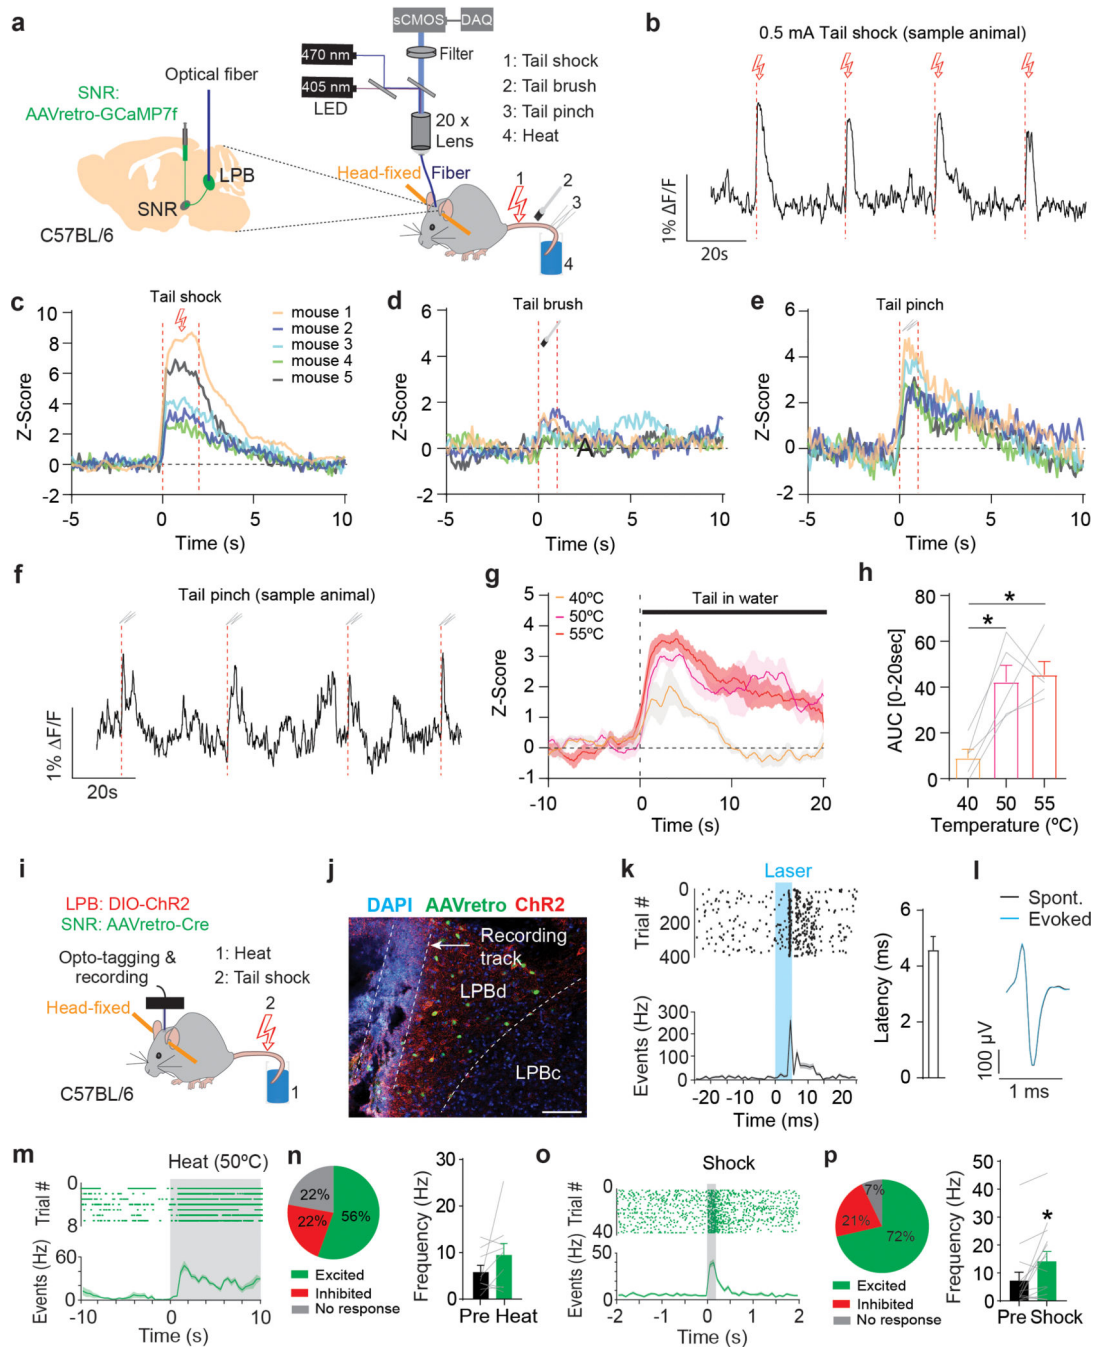 a
sCMOS DAQ
470 nm
Filter
405 nm
LED
20 x
Lens
Optical fiber
SNR:
AAVretro-GCaMP7f
LPB
SNR
C57BL/6
1: Tail shock
2: Tail brush
3: Tail pinch
4: Heat
Head-fixed
Fiber
1
2
3
4
b
0.5 mA Tail shock (sample animal)
1% ΔF/F
20s
c
Tail shock
mouse 1
mouse 2
mouse 3
mouse 4
mouse 5
Z-Score
10
8
6
4
2
0
-2
-5 0 5 10
Time (s)
d
Tail brush
Z-Score
6
4
2
0
-2
A
-5 0 5 10
Time (s)
e
Tail pinch
Z-Score
6
4
2
0
-2
-5 0 5 10
Time (s)
f
Tail pinch (sample animal)
1% ΔF/F
20s
g
40ºC
50ºC
55ºC
Tail in water
Z-Score
5
4
3
2
1
0
-1
-10 0 10 20
Time (s)
h
* 
*
AUC [0-20sec]
80
60
40
20
0
40 50 55
Temperature (ºC)
i
LPB: DIO-ChR2
SNR: AAVretro-Cre
Opto-tagging &
recording
1: Heat
2: Tail shock
Head-fixed
2
1
C57BL/6
j
DAPI AAVretro ChR2
Recording
track
LPBd
LPBc
k
Laser
Trial #
0
200
400
Events (Hz)
300
200
100
0
-20 -10 0 10 20
Time (ms)
Latency (ms)
6
4
2
0
l
Spont.
Evoked
100 µV
1 ms
m
Heat (50ºC)
Trial #
0
8
Events (Hz)
60
0
-10 -5 0 5 10
Time (s)
n
22%
22%
56%
Excited
Inhibited
No response
Frequency (Hz)
30
20
10
0
Pre Heat
o
Shock
Trial #
0
40
Events (Hz)
50
0
-2 -1 0 1 2
Time (s)
p
7%
21%
72%
Excited
Inhibited
No response
Frequency (Hz)
50
40
30
20
10
0
*
Pre Shock